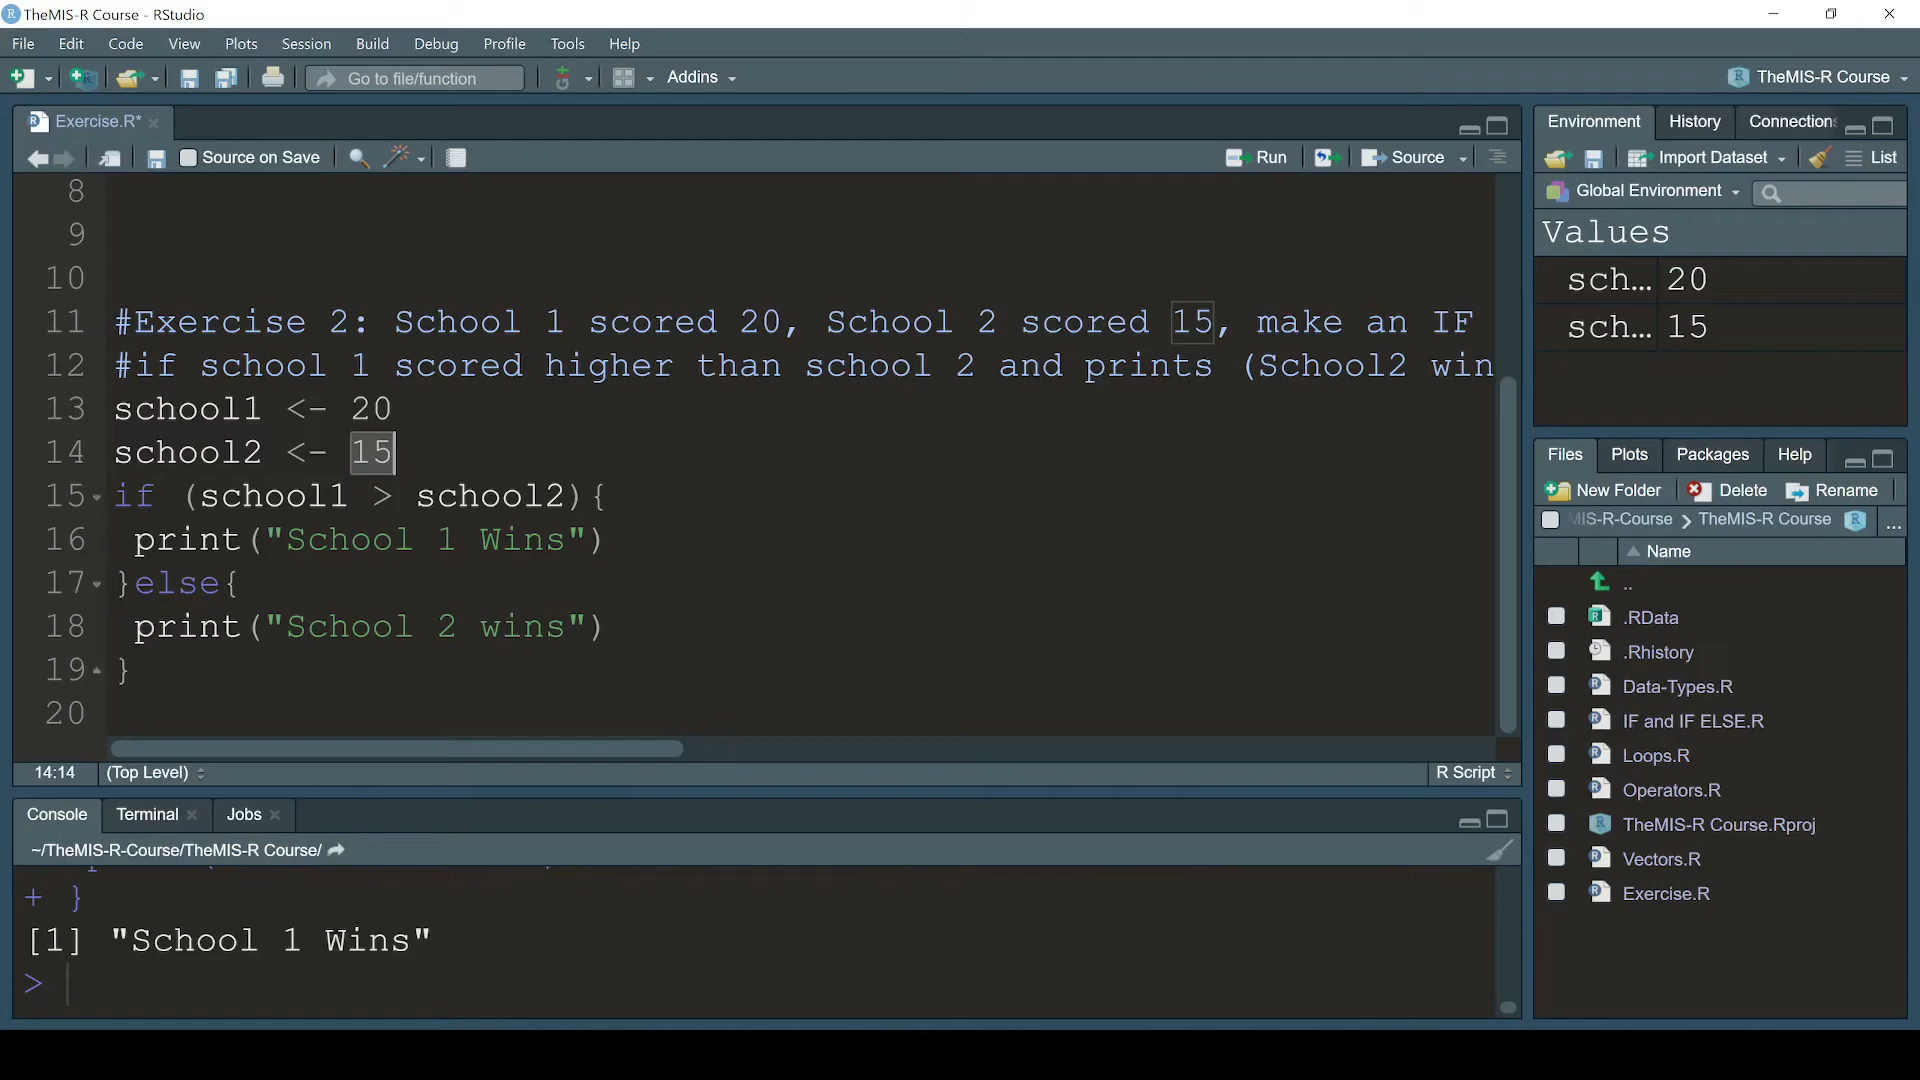 TheMIS-R Course - RStudio
File Edit Code View Plots Session Build Debug Profile Tools Help
Go to file/function Addins TheMIS-R Course
Exercise.R*
Source on Save Run Source
8
9
10
11 #Exercise 2: School 1 scored 20, School 2 scored 15, make an IF
12 #if school 1 scored higher than school 2 and prints (School2 win
13 school1 <- 20
14 school2 <- 15
15 if (school1 > school2){
16 print("School 1 Wins")
17 }else{
18 print("School 2 wins")
19 }
20
14:14 (Top Level) R Script
Console Terminal Jobs
~/TheMIS-R-Course/TheMIS-R Course/
+ }
[1] "School 1 Wins"
>
Environment History Connection
Import Dataset List
Global Environment
Values
sch... 20
sch... 15
Files Plots Packages Help
New Folder Delete Rename
MIS-R-Course > TheMIS-R Course ...
Name
..
.RData
.Rhistory
Data-Types.R
IF and IF ELSE.R
Loops.R
Operators.R
TheMIS-R Course.Rproj
Vectors.R
Exercise.R